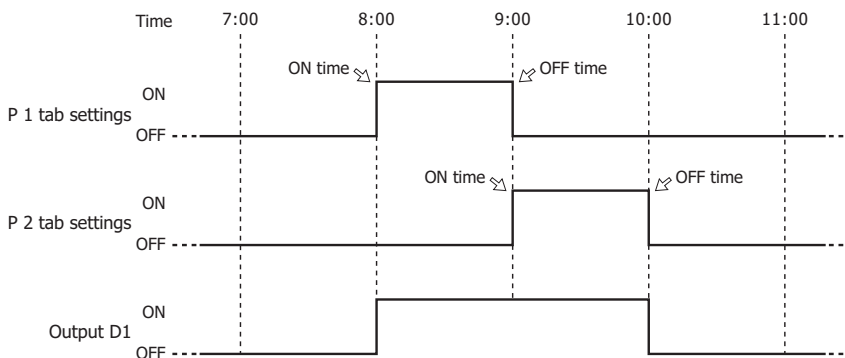 Time 7:00 8:00 9:00 10:00 11:00
ON time OFF time
ON
P 1 tab settings
OFF
ON time OFF time
ON
P 2 tab settings
OFF
ON
Output D1
OFF